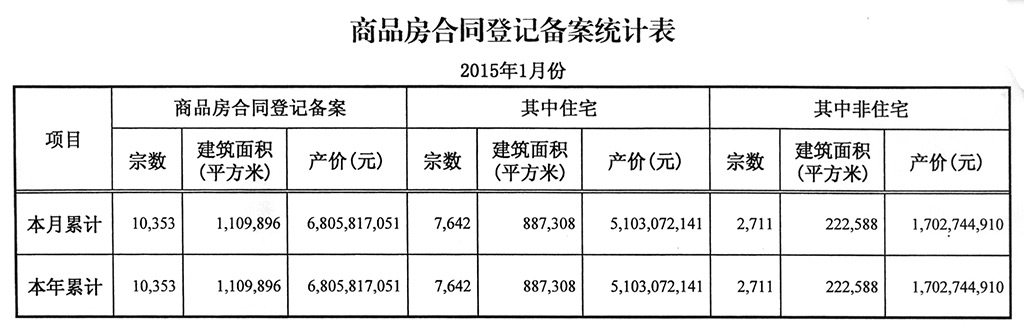 商品房合同登记备案统计表
2015年1月份
项目 商品房合同登记备案 其中住宅 其中非住宅
宗数 建筑面积(平方米) 产价(元) 宗数 建筑面积(平方米) 产价(元) 宗数 建筑面积(平方米) 产价(元)
本月累计 10,353 1,109,896 6,805,817,051 7,642 887,308 5,103,072,141 2,711 222,588 1,702,744,910
本年累计 10,353 1,109,896 6,805,817,051 7,642 887,308 5,103,072,141 2,711 222,588 1,702,744,910